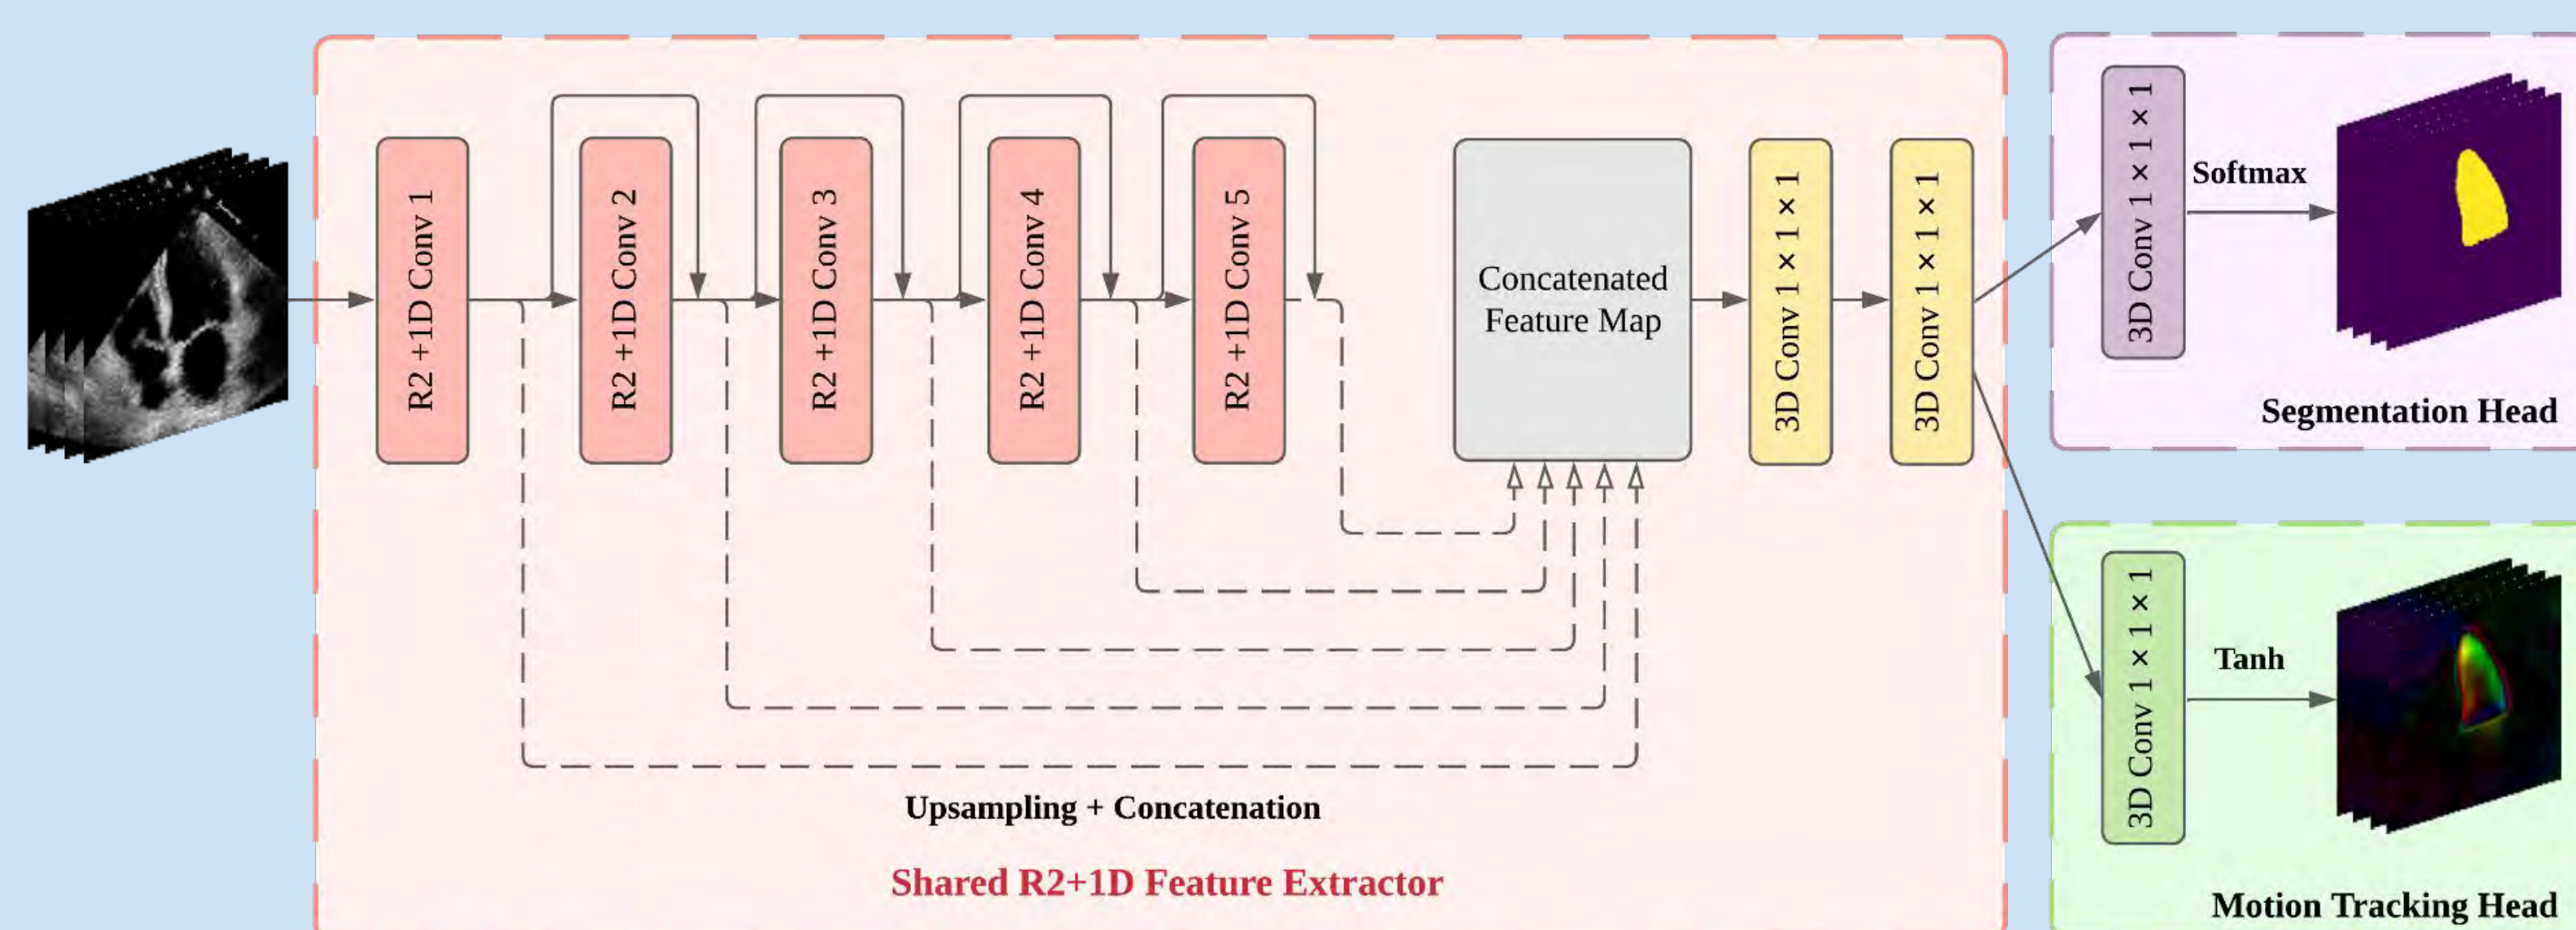 R2 +1D Conv 1
R2 +1D Conv 2
R2 +1D Conv 3
R2 +1D Conv 4
R2 +1D Conv 5
Concatenated
Feature Map
3D Conv 1 × 1 × 1
3D Conv 1 × 1 × 1
Upsampling + Concatenation
Shared R2+1D Feature Extractor
3D Conv 1 × 1 × 1
Softmax
Segmentation Head
3D Conv 1 × 1 × 1
Tanh
Motion Tracking Head